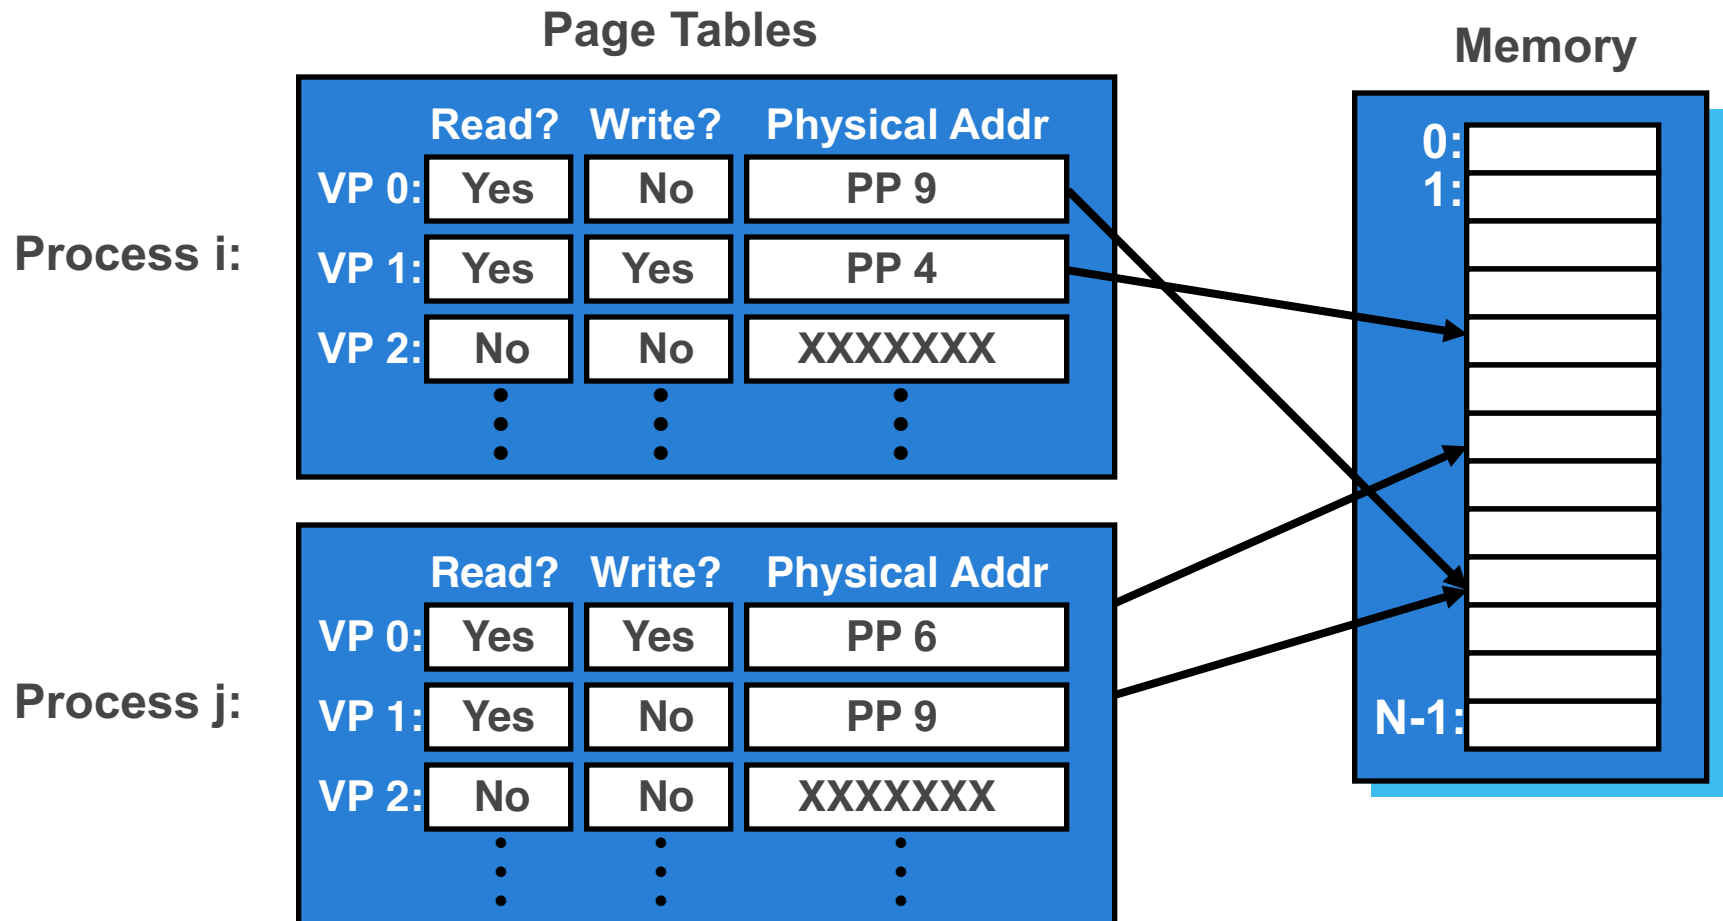 Page Tables
Memory
Process i:
Read? Write? Physical Addr
VP 0: Yes No PP 9
VP 1: Yes Yes PP 4
VP 2: No No XXXXXXX
Process j:
Read? Write? Physical Addr
VP 0: Yes Yes PP 6
VP 1: Yes No PP 9
VP 2: No No XXXXXXX
0:
1:
N-1: